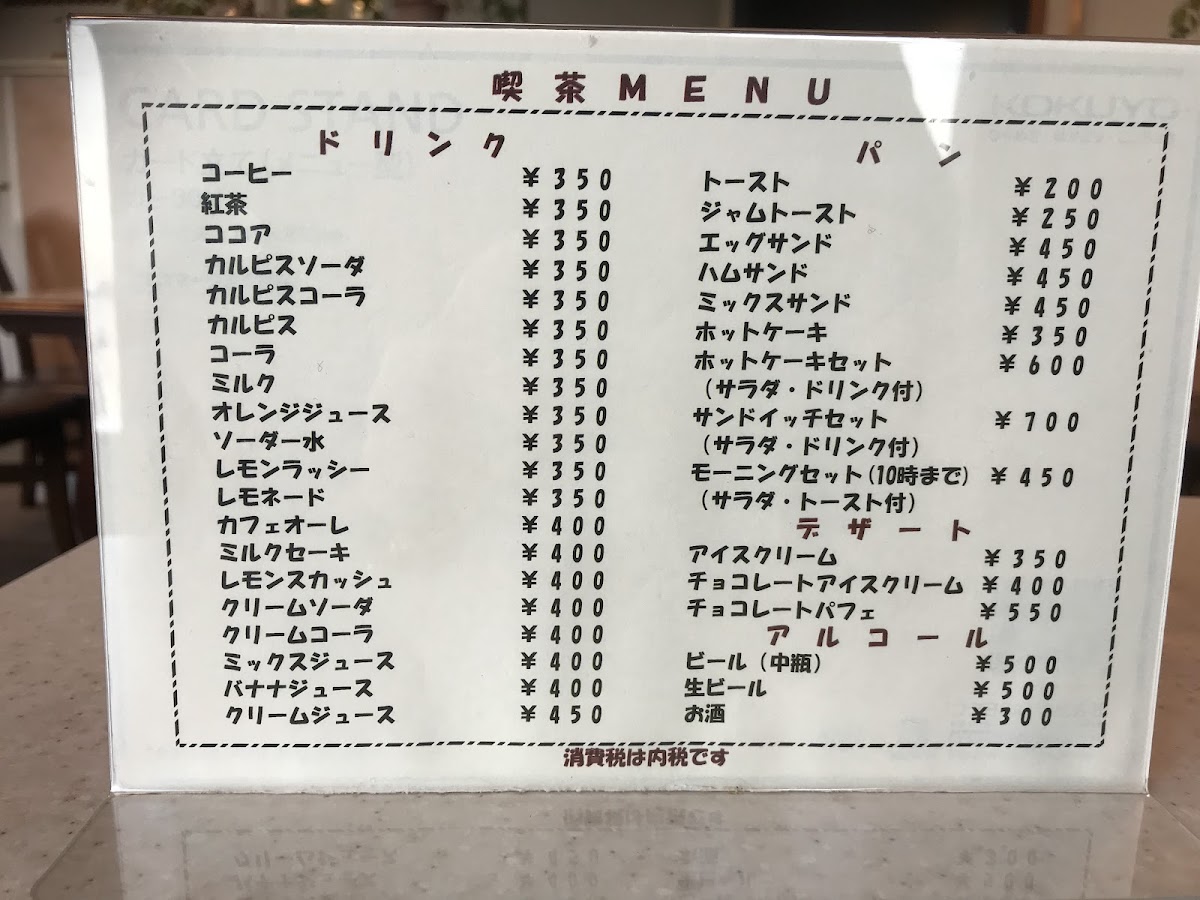 喫茶MENU
ドリンク
コーヒー ¥350
紅茶 ¥350
ココア ¥350
カルピスソーダ ¥350
カルピスコーラ ¥350
カルピス ¥350
コーラ ¥350
ミルク ¥350
オレンジジュース ¥350
ソーダー水 ¥350
レモンラッシー ¥350
レモネード ¥350
カフェオーレ ¥400
ミルクセーキ ¥400
レモンスカッシュ ¥400
クリームソーダ ¥400
クリームコーラ ¥400
ミックスジュース ¥400
バナナジュース ¥400
クリームジュース ¥450
パン
トースト ¥200
ジャムトースト ¥250
エッグサンド ¥450
ハムサンド ¥450
ミックスサンド ¥450
ホットケーキ ¥350
ホットケーキセット ¥600
(サラダ・ドリンク付)
サンドイッチセット ¥700
(サラダ・ドリンク付)
モーニングセット(10時まで) ¥450
(サラダ・トースト付)
デザート
アイスクリーム ¥350
チョコレートアイスクリーム ¥400
チョコレートパフェ ¥550
アルコール
ビール(中瓶) ¥500
生ビール ¥500
お酒 ¥300
消費税は内税です